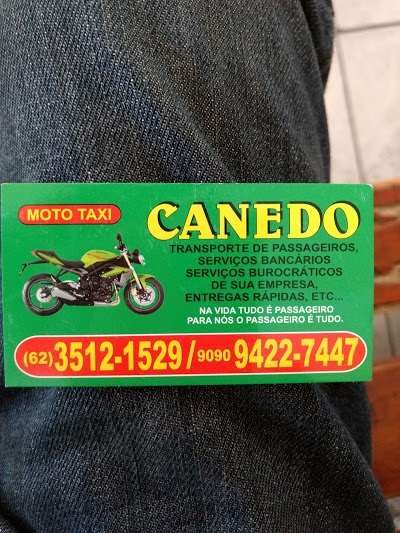 MOTO TAXI
CANEDO
TRANSPORTE DE PASSAGEIROS,
SERVIÇOS BANCÁRIOS
SERVIÇOS BUROCRÁTICOS
DE SUA EMPRESA,
ENTREGAS RÁPIDAS, ETC...
NA VIDA TUDO É PASSAGEIRO
PARA NÓS O PASSAGEIRO É TUDO.
(62) 3512-1529 / 9090 9422-7447